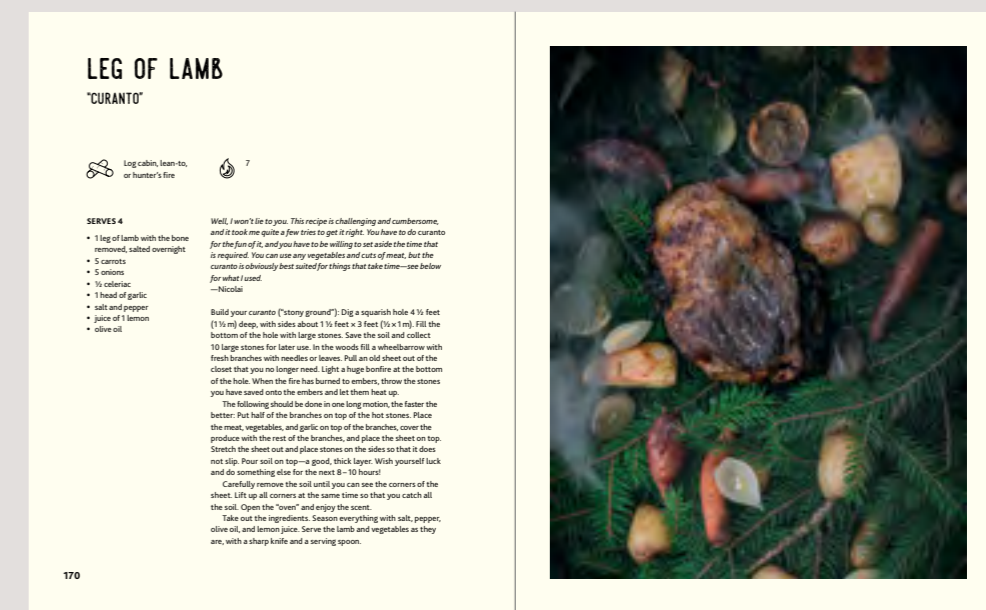 LEG OF LAMB
"CURANTO"
Log cabin, lean-to,
or hunter's fire
7
SERVES 4
• 1 leg of lamb with the bone
removed, salted overnight
• 5 carrots
• 5 onions
• ½ celeriac
• 1 head of garlic
• salt and pepper
• juice of 1 lemon
• olive oil
Well, I won't lie to you. This recipe is challenging and cumbersome,
and it took me quite a few tries to get it right. You have to do curanto
for the fun of it, and you have to be willing to set aside the time that
is required. You can use any vegetables and cuts of meat, but the
curanto is obviously best suited for things that take time—see below
for what I used.
—Nicolai
Build your curanto ("stony ground"): Dig a squarish hole 4 ½ feet
(1 ½ m) deep, with sides about 1 ½ feet × 3 feet (½ × 1 m). Fill the
bottom of the hole with large stones. Save the soil and collect
10 large stones for later use. In the woods fill a wheelbarrow with
fresh branches with needles or leaves. Pull an old sheet out of the
closet that you no longer need. Light a huge bonfire at the bottom
of the hole. When the fire has burned to embers, throw the stones
you have saved onto the embers and let them heat up.
The following should be done in one long motion, the faster the
better: Put half of the branches on top of the hot stones. Place
the meat, vegetables, and garlic on top of the branches, cover the
produce with the rest of the branches, and place the sheet on top.
Stretch the sheet out and place stones on the sides so that it does
not slip. Pour soil on top—a good, thick layer. Wish yourself luck
and do something else for the next 8–10 hours!
Carefully remove the soil until you can see the corners of the
sheet. Lift up all corners at the same time so that you catch all
the soil. Open the "oven" and enjoy the scent.
Take out the ingredients. Season everything with salt, pepper,
olive oil, and lemon juice. Serve the lamb and vegetables as they
are, with a sharp knife and a serving spoon.
170